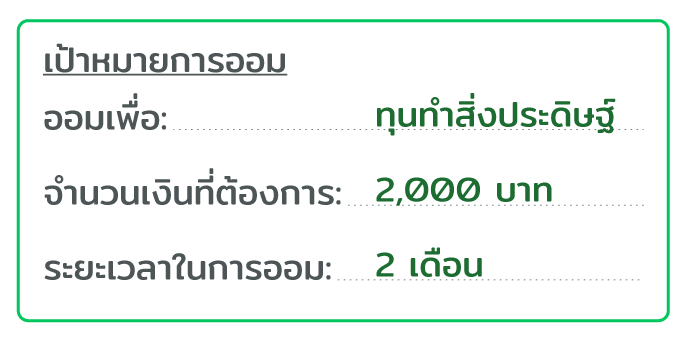 เป้าหมายการออม
ออมเพื่อ: ทุนทำสิ่งประดิษฐ์
จำนวนเงินที่ต้องการ: 2,000 บาท
ระยะเวลาในการออม: 2 เดือน